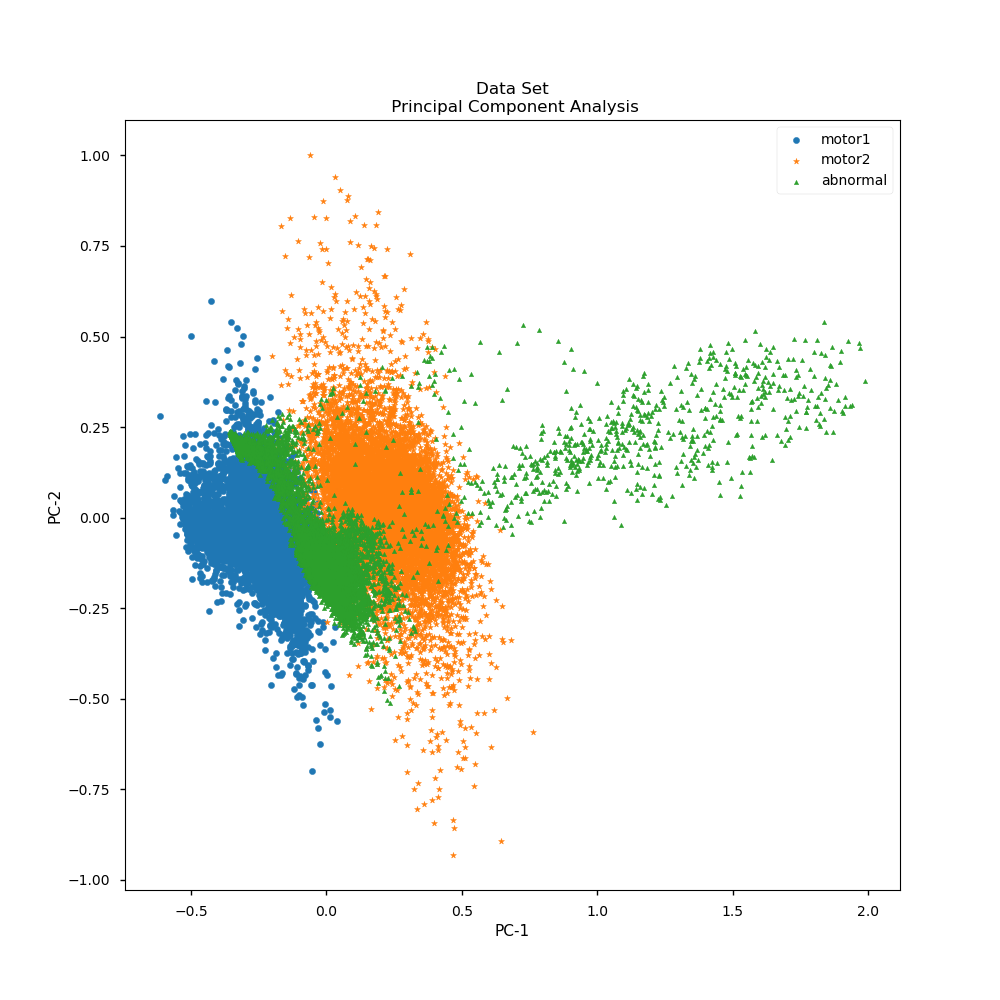 Data Set
Principal Component Analysis
motor1
motor2
abnormal
1.00
0.75
0.50
0.25
0.00
−0.25
−0.50
−0.75
−1.00
PC-2
−0.5 0.0 0.5 1.0 1.5 2.0
PC-1